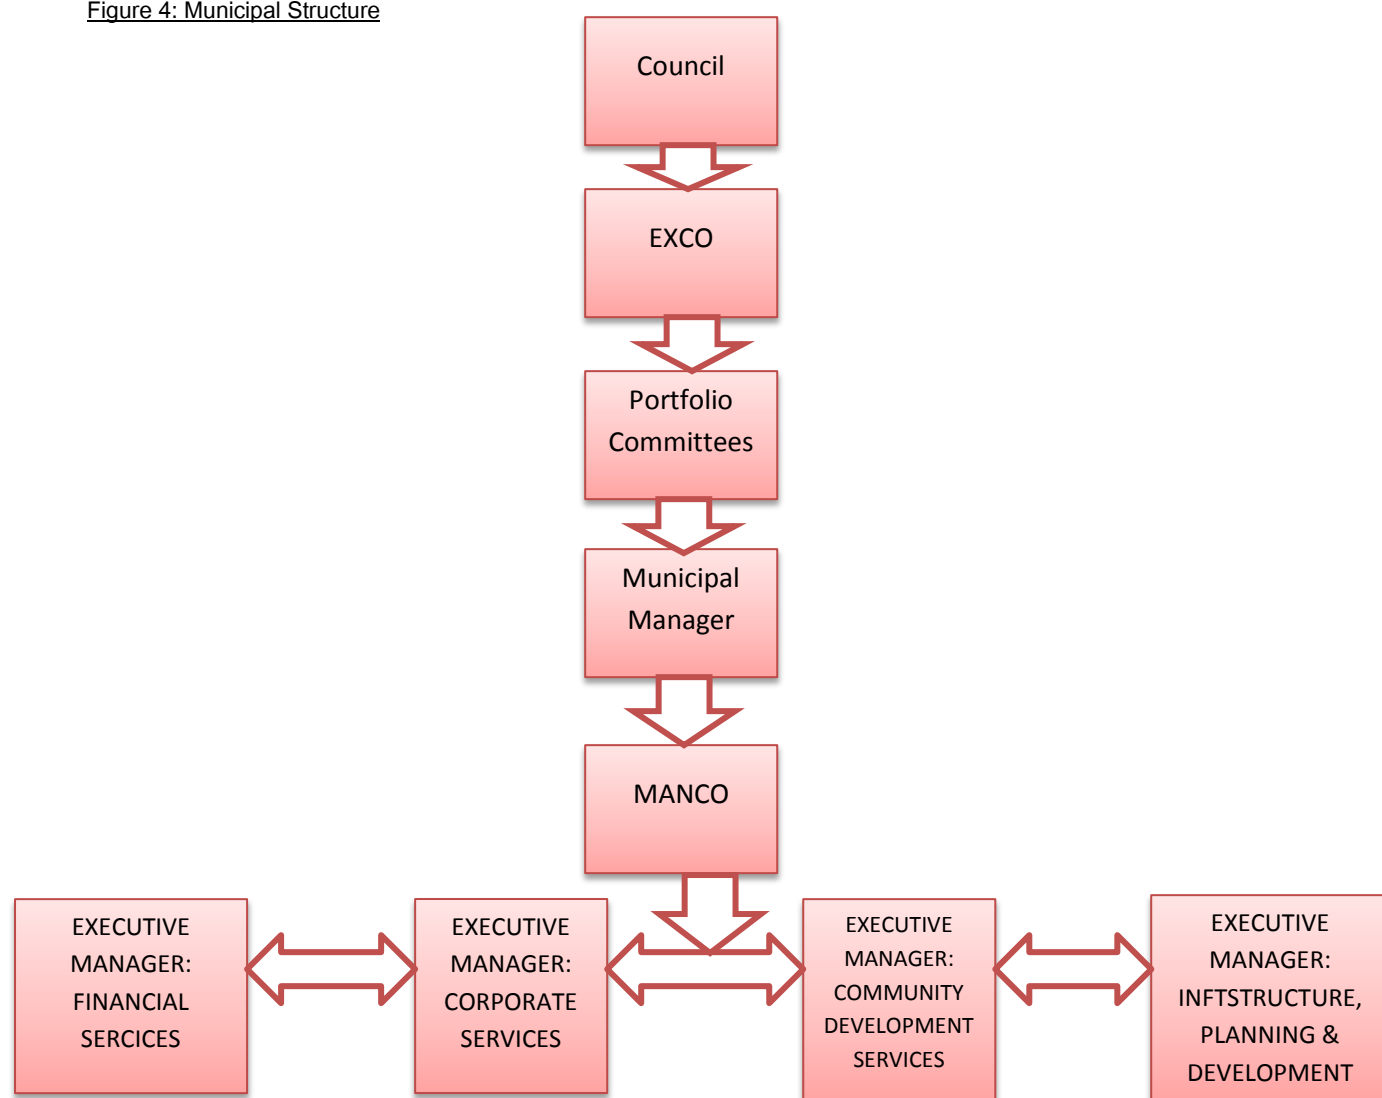 Figure 4: Municipal Structure
Council
EXCO
Portfolio
Committees
Municipal
Manager
MANCO
EXECUTIVE
MANAGER:
FINANCIAL
SERCICES
EXECUTIVE
MANAGER:
CORPORATE
SERVICES
EXECUTIVE
MANAGER:
COMMUNITY
DEVELOPMENT
SERVICES
EXECUTIVE
MANAGER:
INFTSTRUCTURE,
PLANNING &
DEVELOPMENT